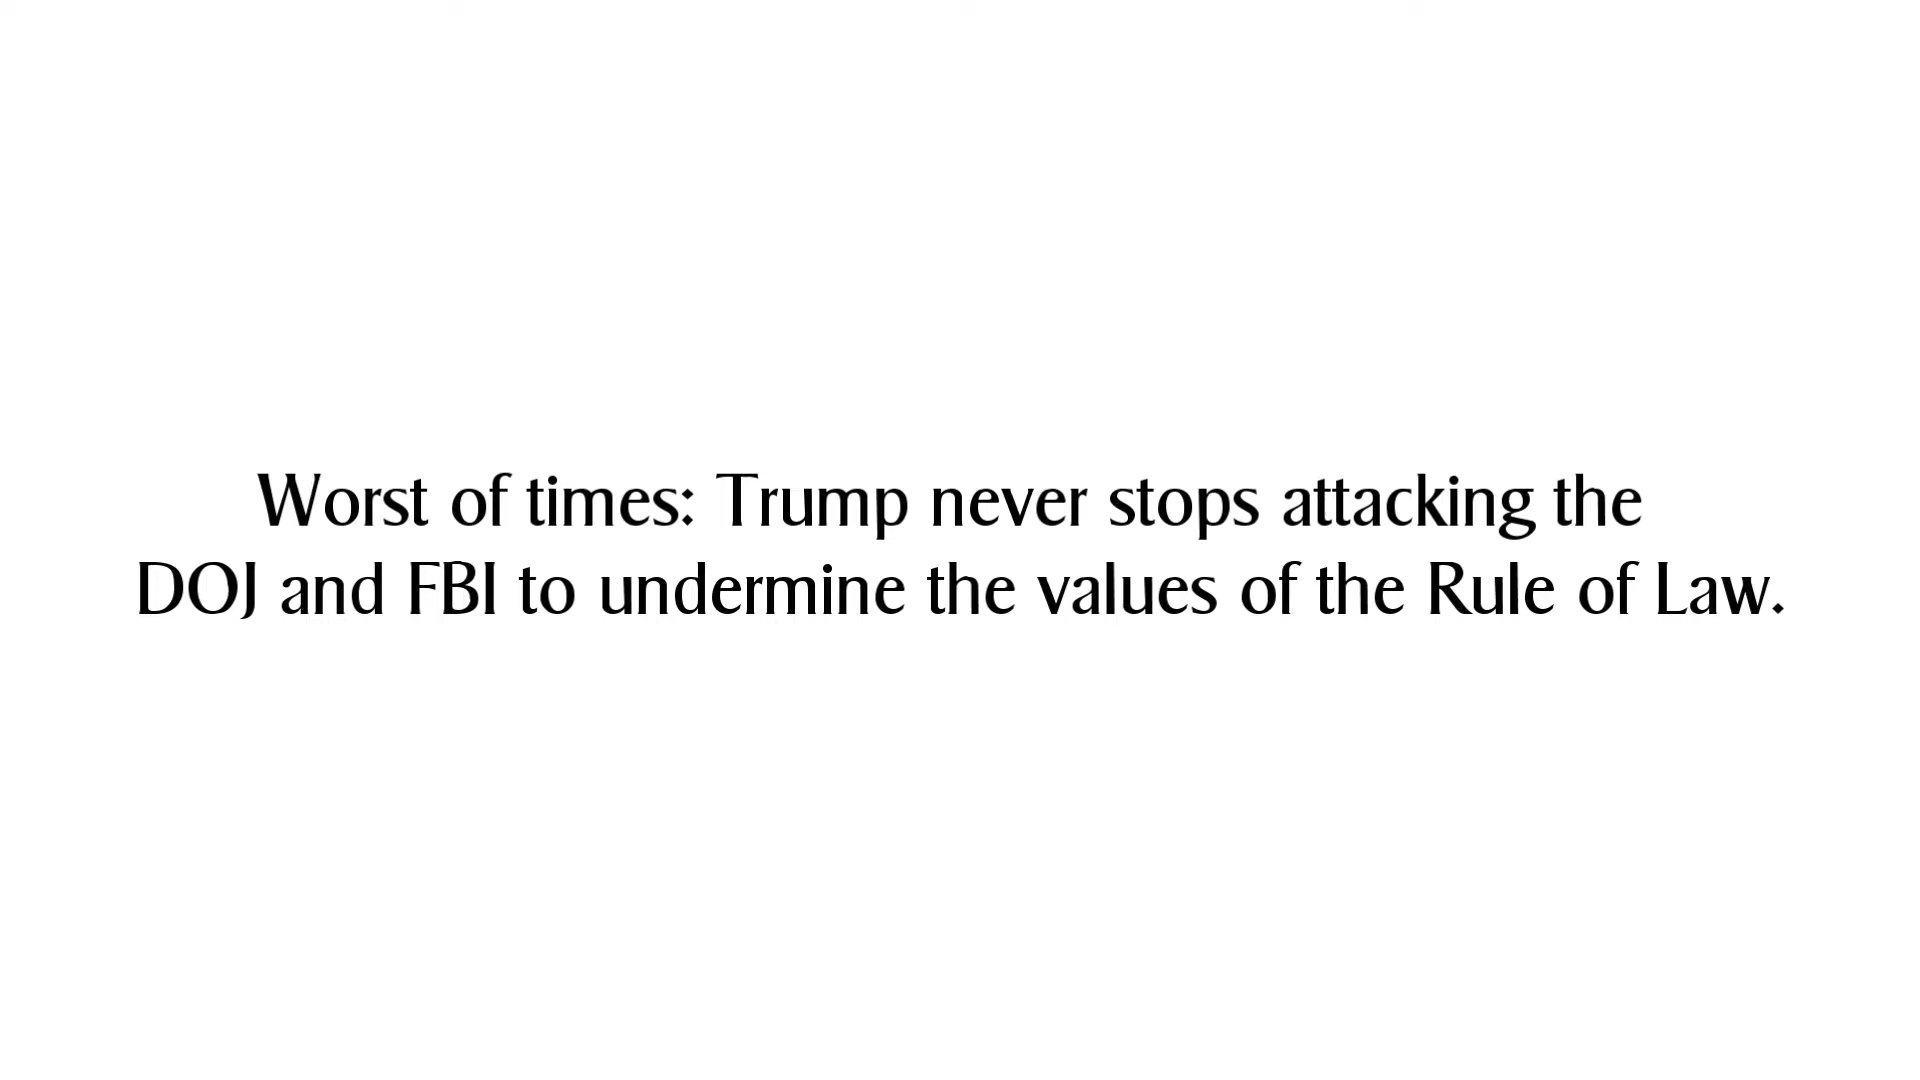 Worst of times: Trump never stops attacking the
DOJ and FBI to undermine the values of the Rule of Law.